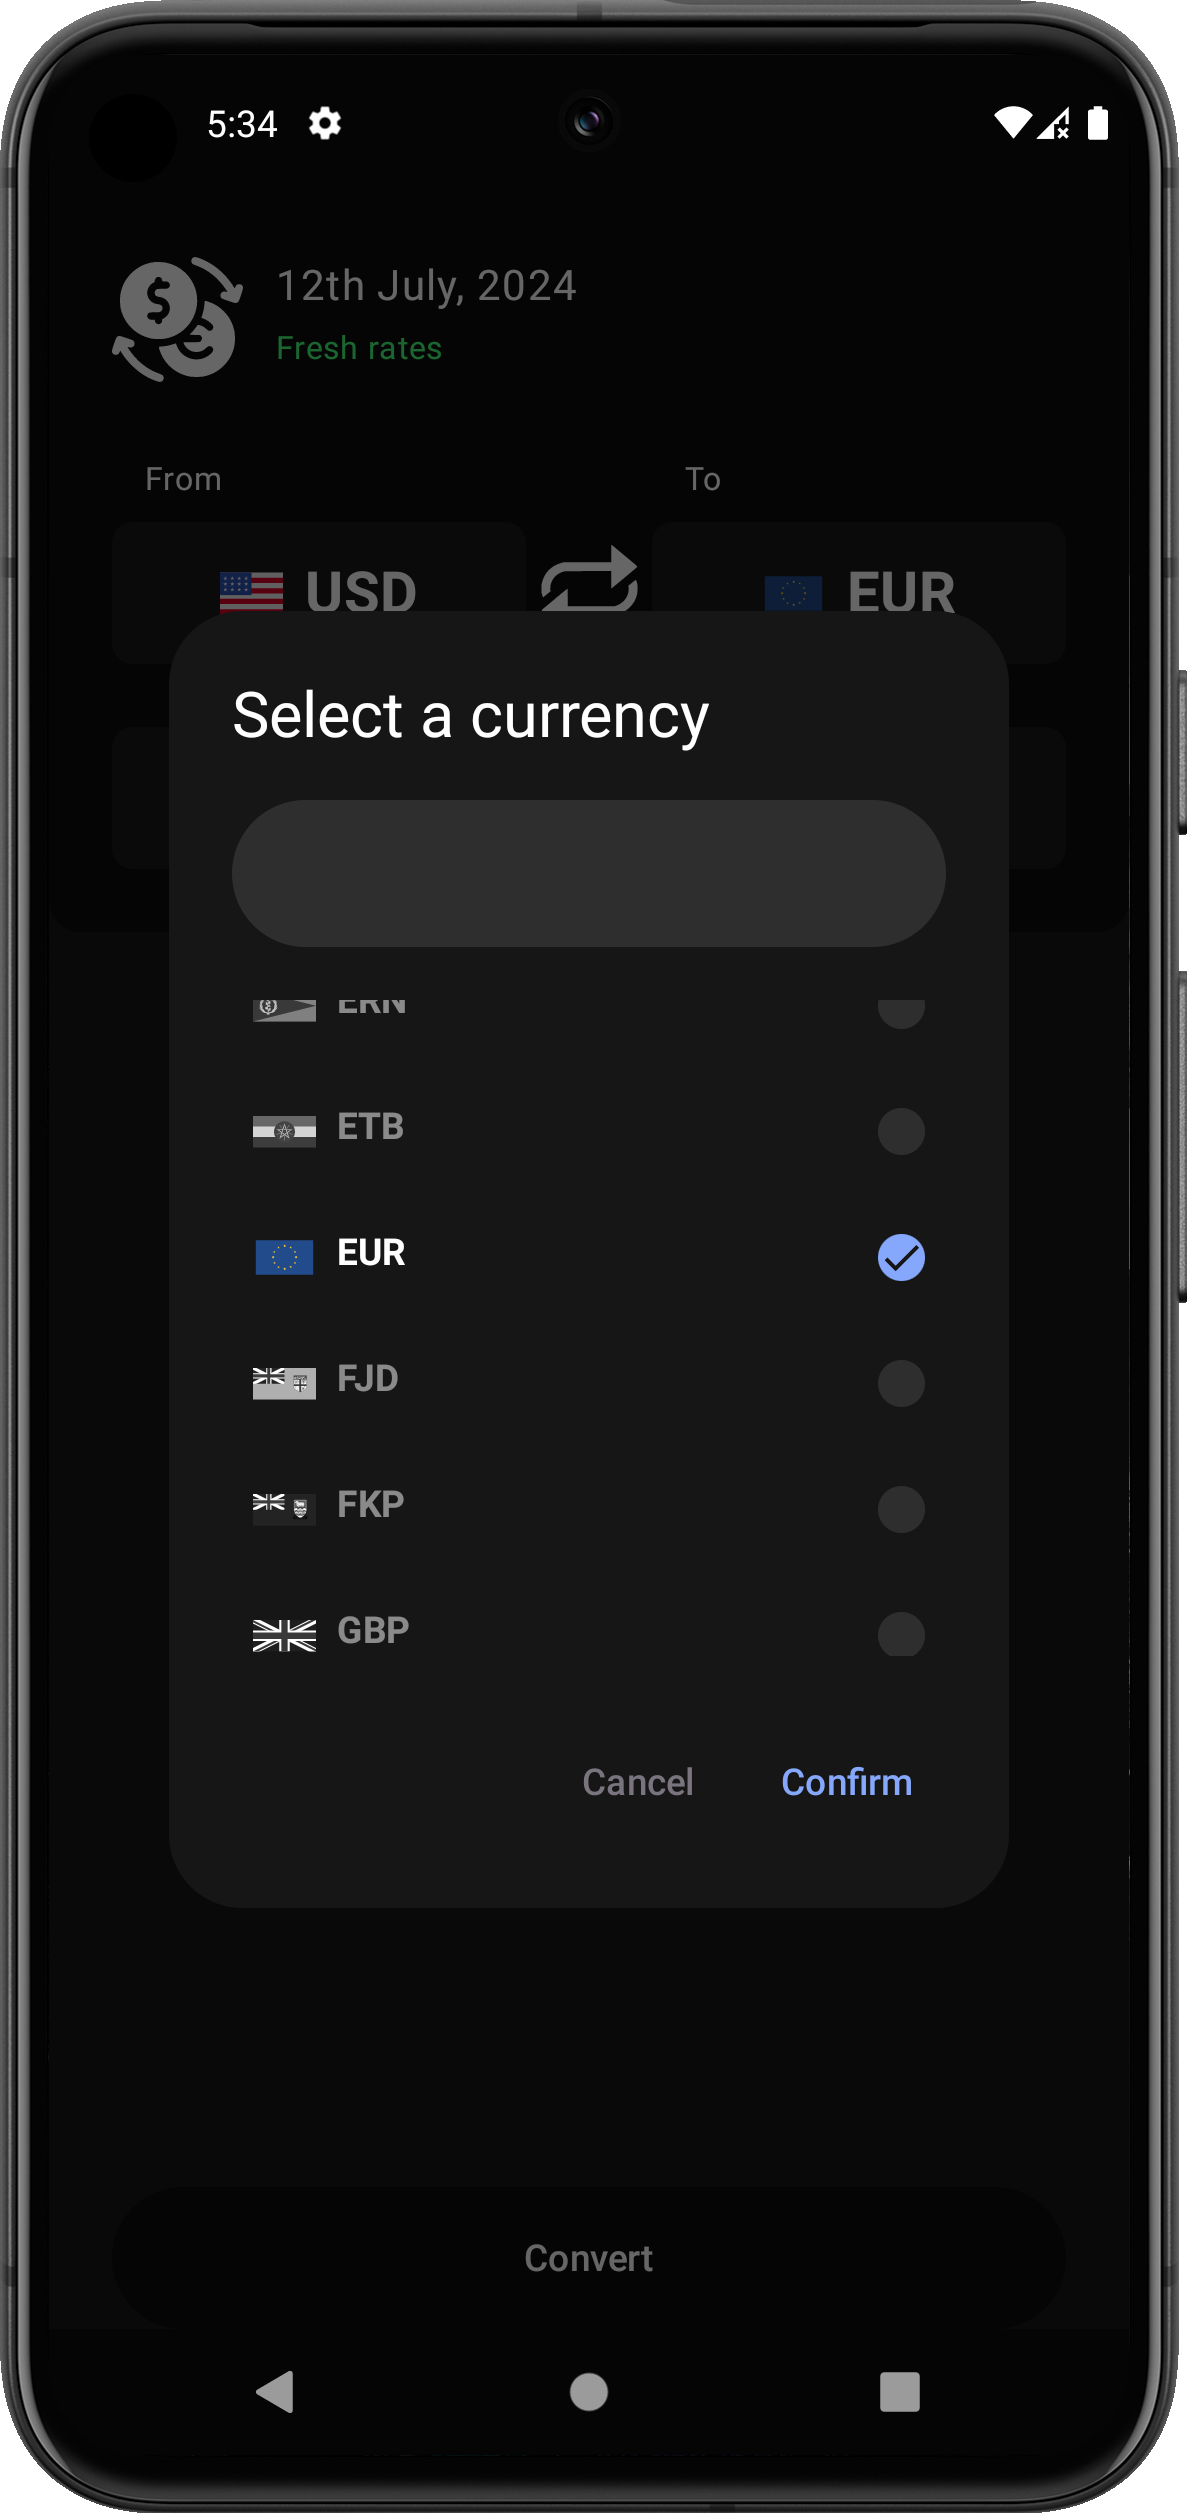 5:34
12th July, 2024
Fresh rates
From To
USD EUR
Select a currency
ERN
ETB
EUR
FJD
FKP
GBP
Cancel Confirm
Convert